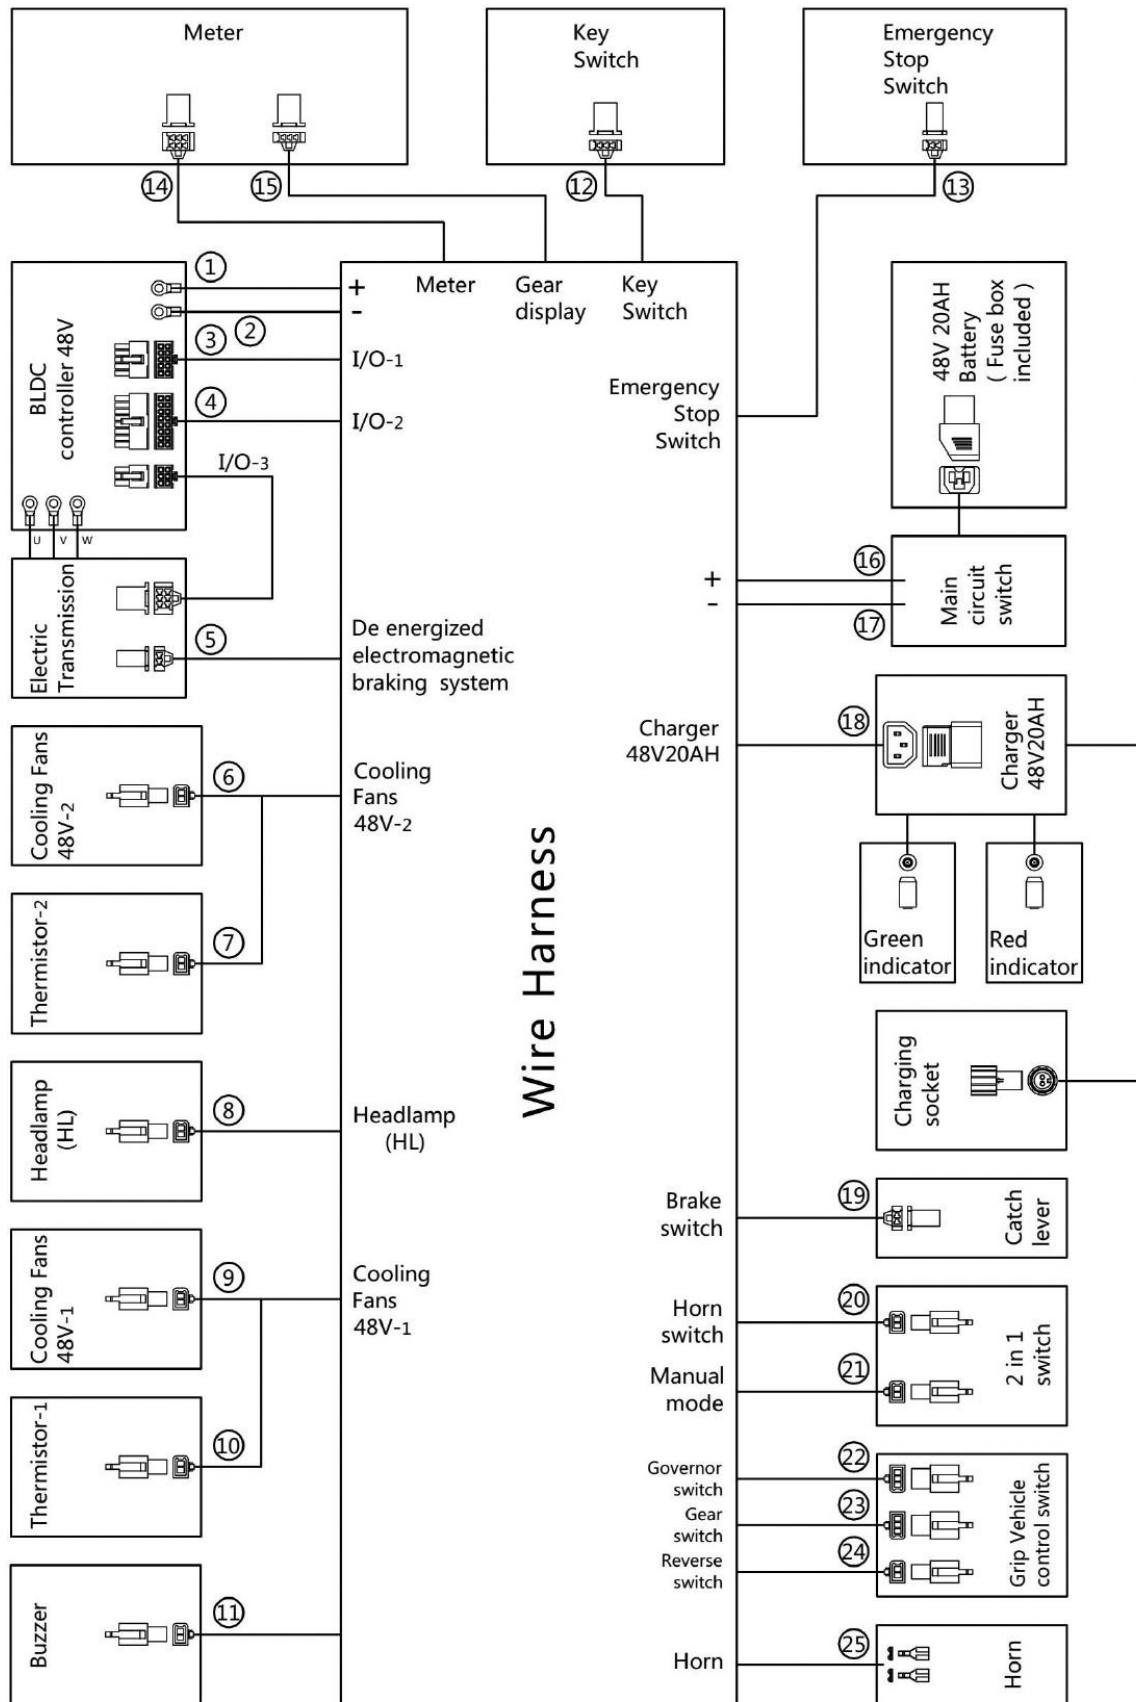 Meter
Key
Switch
Emergency
Stop
Switch
14
15
12
13
BLDC
controller 48V
1
2
3
4
I/O-3
U
V
W
+
-
I/O-1
I/O-2
Meter
Gear
display
Key
Switch
Emergency
Stop
Switch
48V 20AH
Battery
( Fuse box
included )
Electric
Transmission
5
De energized
electromagnetic
braking system
+
-
16
17
Main
circuit
switch
Cooling Fans
48V-2
6
Cooling
Fans
48V-2
Charger
48V20AH
18
Charger
48V20AH
Green
indicator
Red
indicator
Thermistor-2
7
Wire Harness
Charging
socket
Headlamp
(HL)
8
Headlamp
(HL)
Brake
switch
19
Catch
lever
Cooling Fans
48V-1
9
Cooling
Fans
48V-1
Horn
switch
20
Manual
mode
21
2 in 1
switch
Thermistor-1
10
Governor
switch
22
Gear
switch
23
Reverse
switch
24
Grip Vehicle
control switch
Buzzer
11
Horn
25
Horn